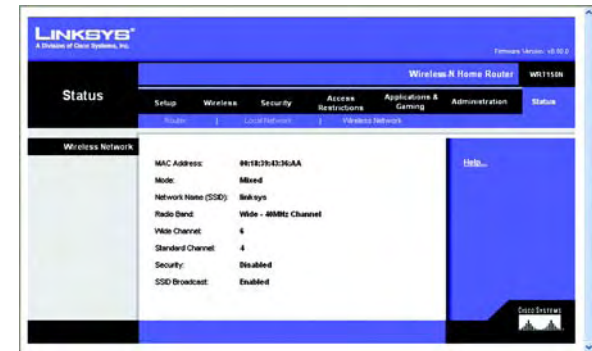 LINKSYS®
A Division of Cisco Systems, Inc.
Firmware Version: v0.10.0
Wireless-N Home Router WRT150N
Status
Setup Wireless Security Access Restrictions Applications & Gaming Administration Status
Router | Local Network | Wireless Network
Wireless Network
MAC Address: 00:18:39:43:36:AA
Help...
Mode: Mixed
Network Name (SSID): linksys
Radio Band: Wide - 40MHz Channel
Wide Channel: 6
Standard Channel: 4
Security: Disabled
SSID Broadcast: Enabled
CISCO SYSTEMS